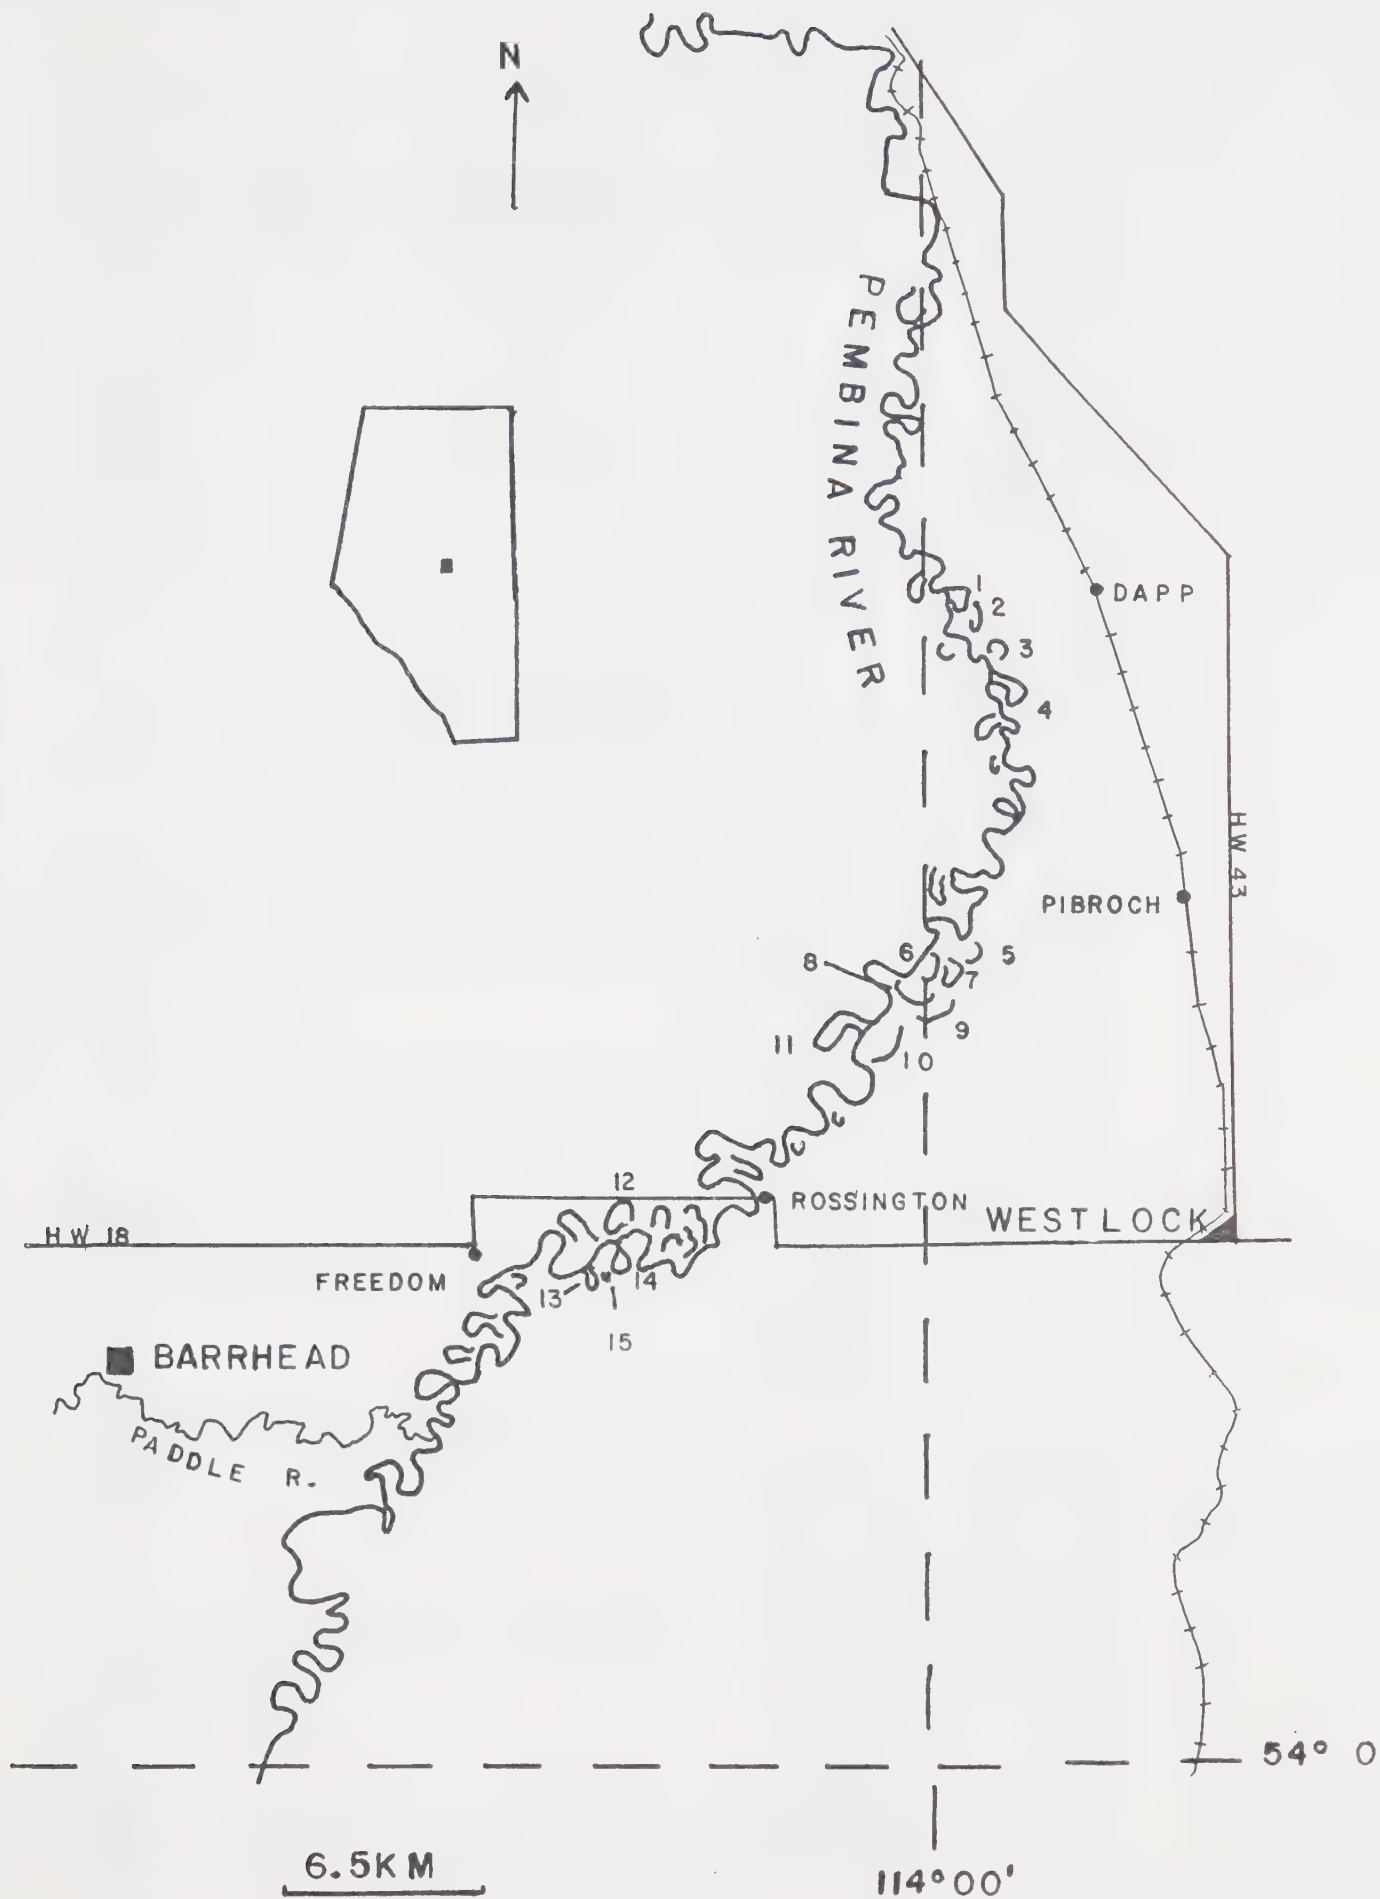 N
PEMBINA RIVER
1
2
DAPP
3
4
HW 43
PIBROCH
6
5
8
7
9
11
10
12
ROSSINGTON
WESTLOCK
HW 18
FREEDOM
13
14
15
BARRHEAD
PADDLE R.
54° 0
6.5KM
114°00'